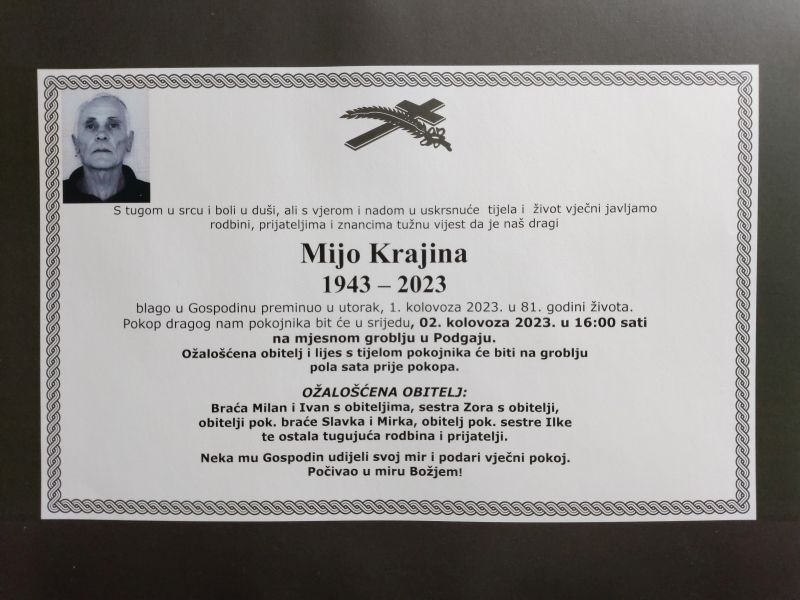 S tugom u srcu i boli u duši, ali s vjerom i nadom u uskrsnuće tijela i život vječni javljamo
rodbini, prijateljima i znancima tužnu vijest da je naš dragi
Mijo Krajina
1943 – 2023
blago u Gospodinu preminuo u utorak, 1. kolovoza 2023. u 81. godini života.
Pokop dragog nam pokojnika bit će u srijedu, 02. kolovoza 2023. u 16:00 sati
na mjesnom groblju u Podgaju.
Ožalošćena obitelj i lijes s tijelom pokojnika će biti na groblju
pola sata prije pokopa.
OŽALOŠĆENA OBITELJ:
Braća Milan i Ivan s obiteljima, sestra Zora s obitelji,
obitelji pok. braće Slavka i Mirka, obitelj pok. sestre Ilke
te ostala tugujuća rodbina i prijatelji.
Neka mu Gospodin udijeli svoj mir i podari vječni pokoj.
Počivao u miru Božjem!